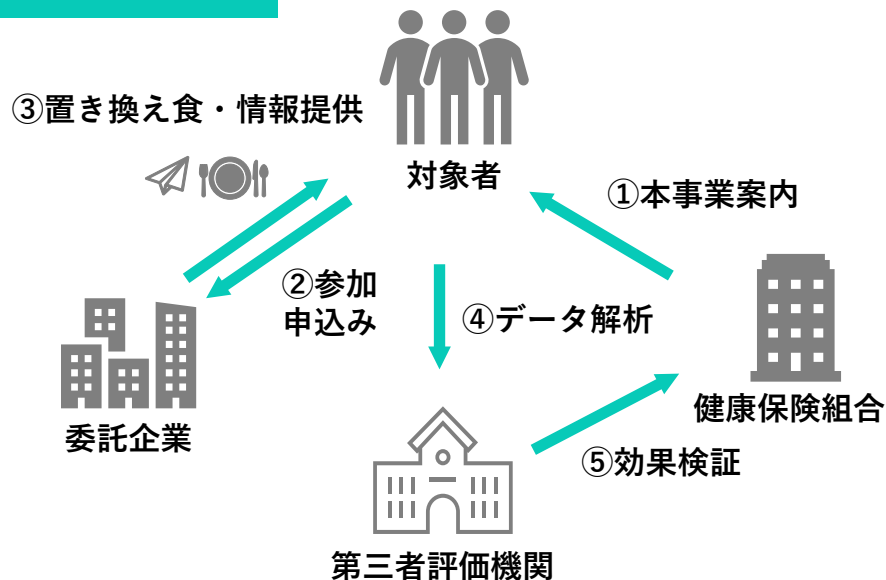 ③置き換え食・情報提供
対象者
①本事業案内
②参加
申込み
④データ解析
委託企業
健康保険組合
⑤効果検証
第三者評価機関